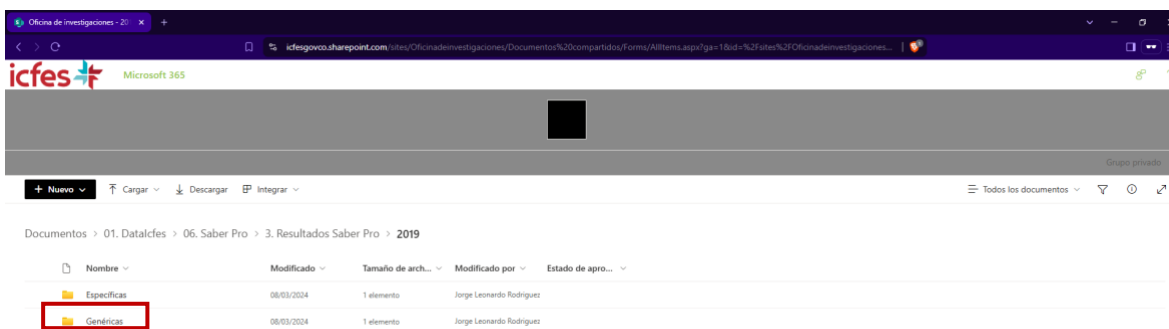 Oficina de investigaciones - 20
icfesgovco.sharepoint.com/sites/Oficinadeinvestigaciones/Documentos%20compartidos/Forms/AllItems.aspx?ga=1&id=%2Fsites%2FOficinadeinvestigaciones...
icfes Microsoft 365
Grupo privado
+ Nuevo Cargar Descargar Integrar Todos los documentos
Documentos > 01. DataIcfes > 06. Saber Pro > 3. Resultados Saber Pro > 2019
Nombre Modificado Tamaño de arch... Modificado por Estado de apro...
Específicas 08/03/2024 1 elemento Jorge Leonardo Rodriguez
Genéricas 08/03/2024 1 elemento Jorge Leonardo Rodriguez